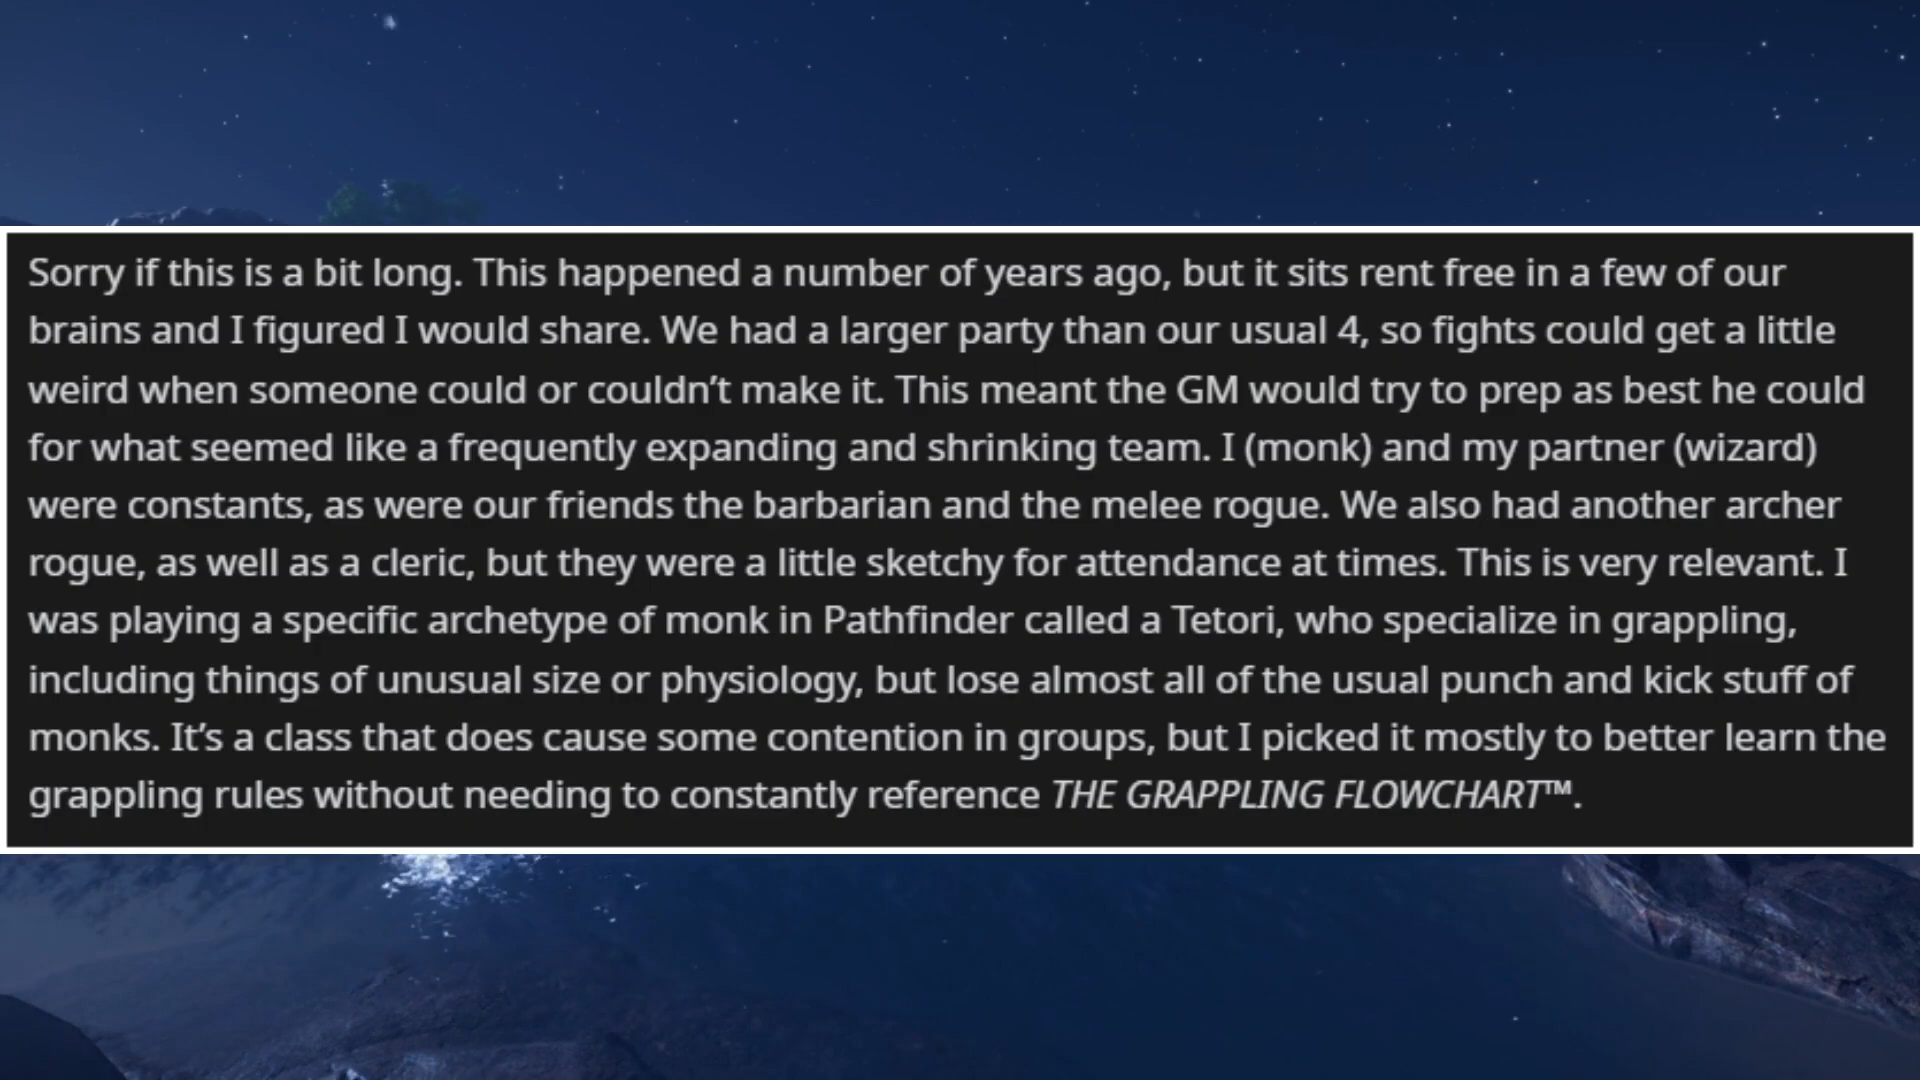 Sorry if this is a bit long. This happened a number of years ago, but it sits rent free in a few of our
brains and I figured I would share. We had a larger party than our usual 4, so fights could get a little
weird when someone could or couldn’t make it. This meant the GM would try to prep as best he could
for what seemed like a frequently expanding and shrinking team. I (monk) and my partner (wizard)
were constants, as were our friends the barbarian and the melee rogue. We also had another archer
rogue, as well as a cleric, but they were a little sketchy for attendance at times. This is very relevant. I
was playing a specific archetype of monk in Pathfinder called a Tetori, who specialize in grappling,
including things of unusual size or physiology, but lose almost all of the usual punch and kick stuff of
monks. It’s a class that does cause some contention in groups, but I picked it mostly to better learn the
grappling rules without needing to constantly reference THE GRAPPLING FLOWCHART™.